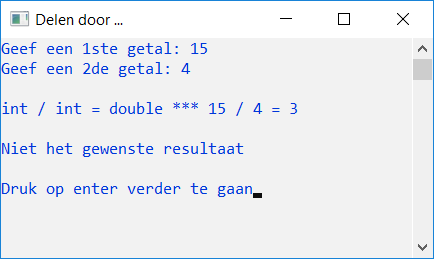 Delen door ...
Geef een 1ste getal: 15
Geef een 2de getal: 4
int / int = double *** 15 / 4 = 3
Niet het gewenste resultaat
Druk op enter verder te gaan